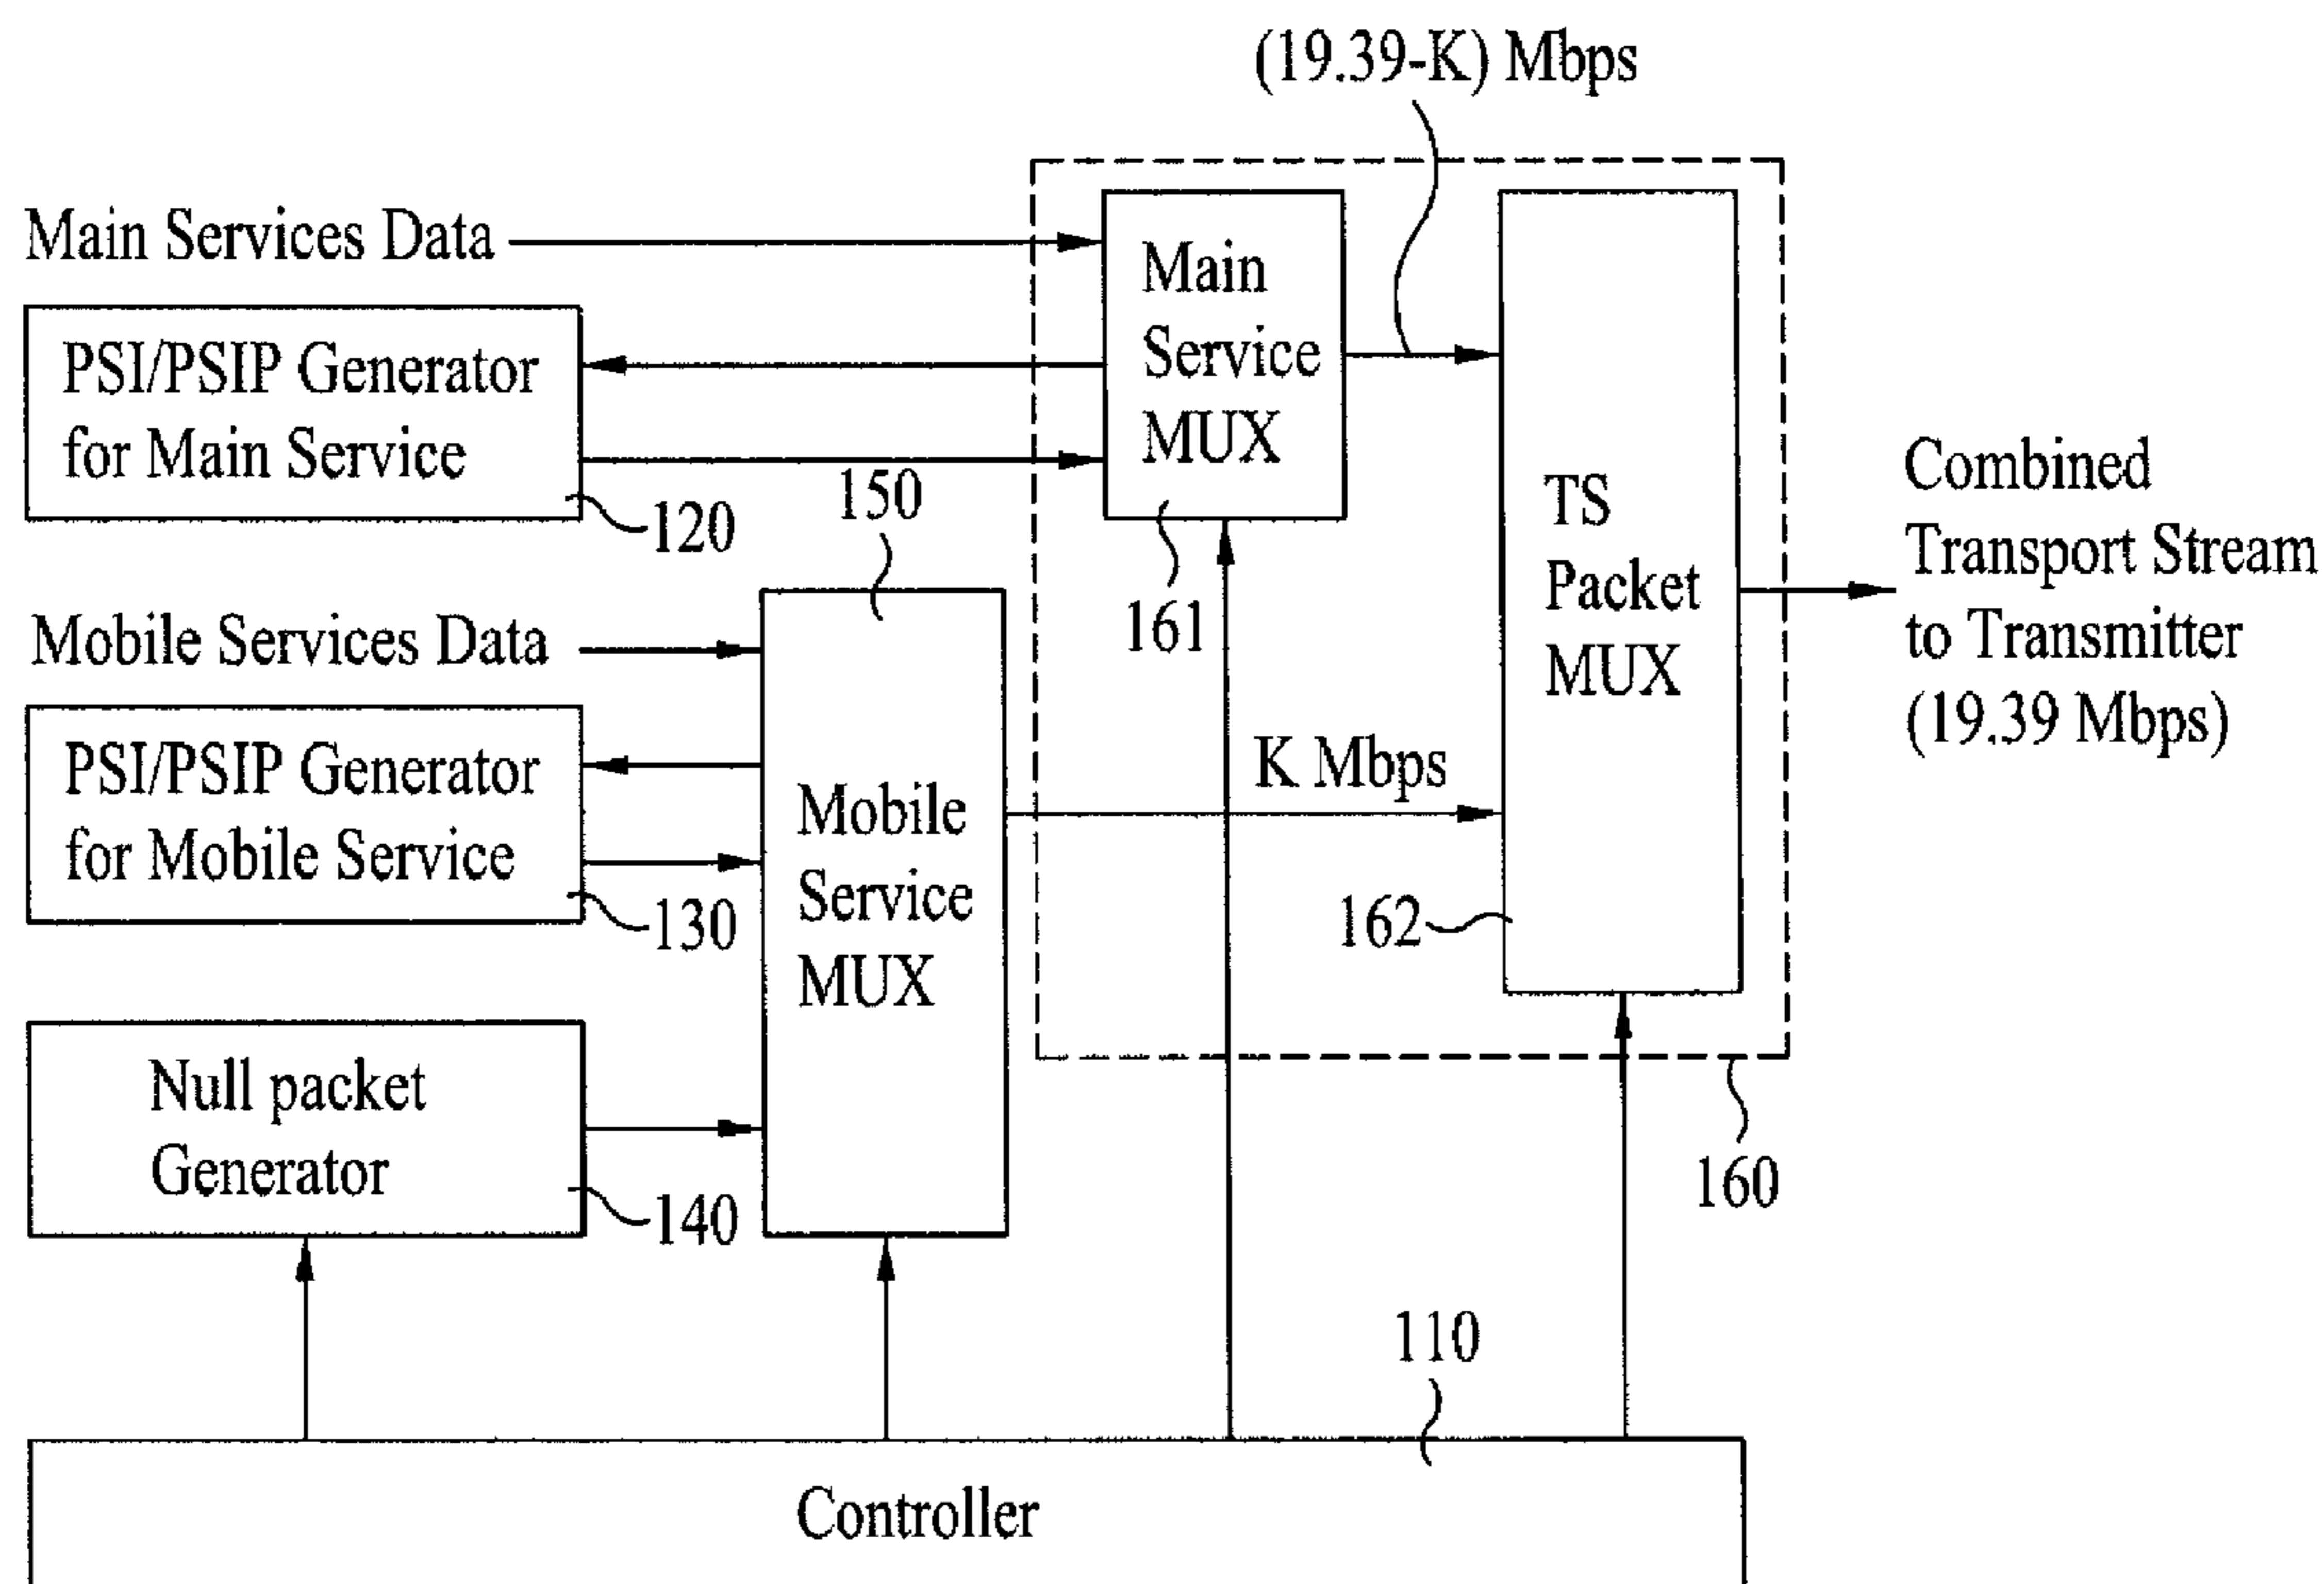 (19.39-K) Mbps
Main Services Data
PSI/PSIP Generator
for Main Service
120
Main
Service
MUX
161
TS
Packet
MUX
162
Combined
Transport Stream
to Transmitter
(19.39 Mbps)
150
Mobile Services Data
PSI/PSIP Generator
for Mobile Service
130
Mobile
Service
MUX
K Mbps
Null packet
Generator
140
160
110
Controller